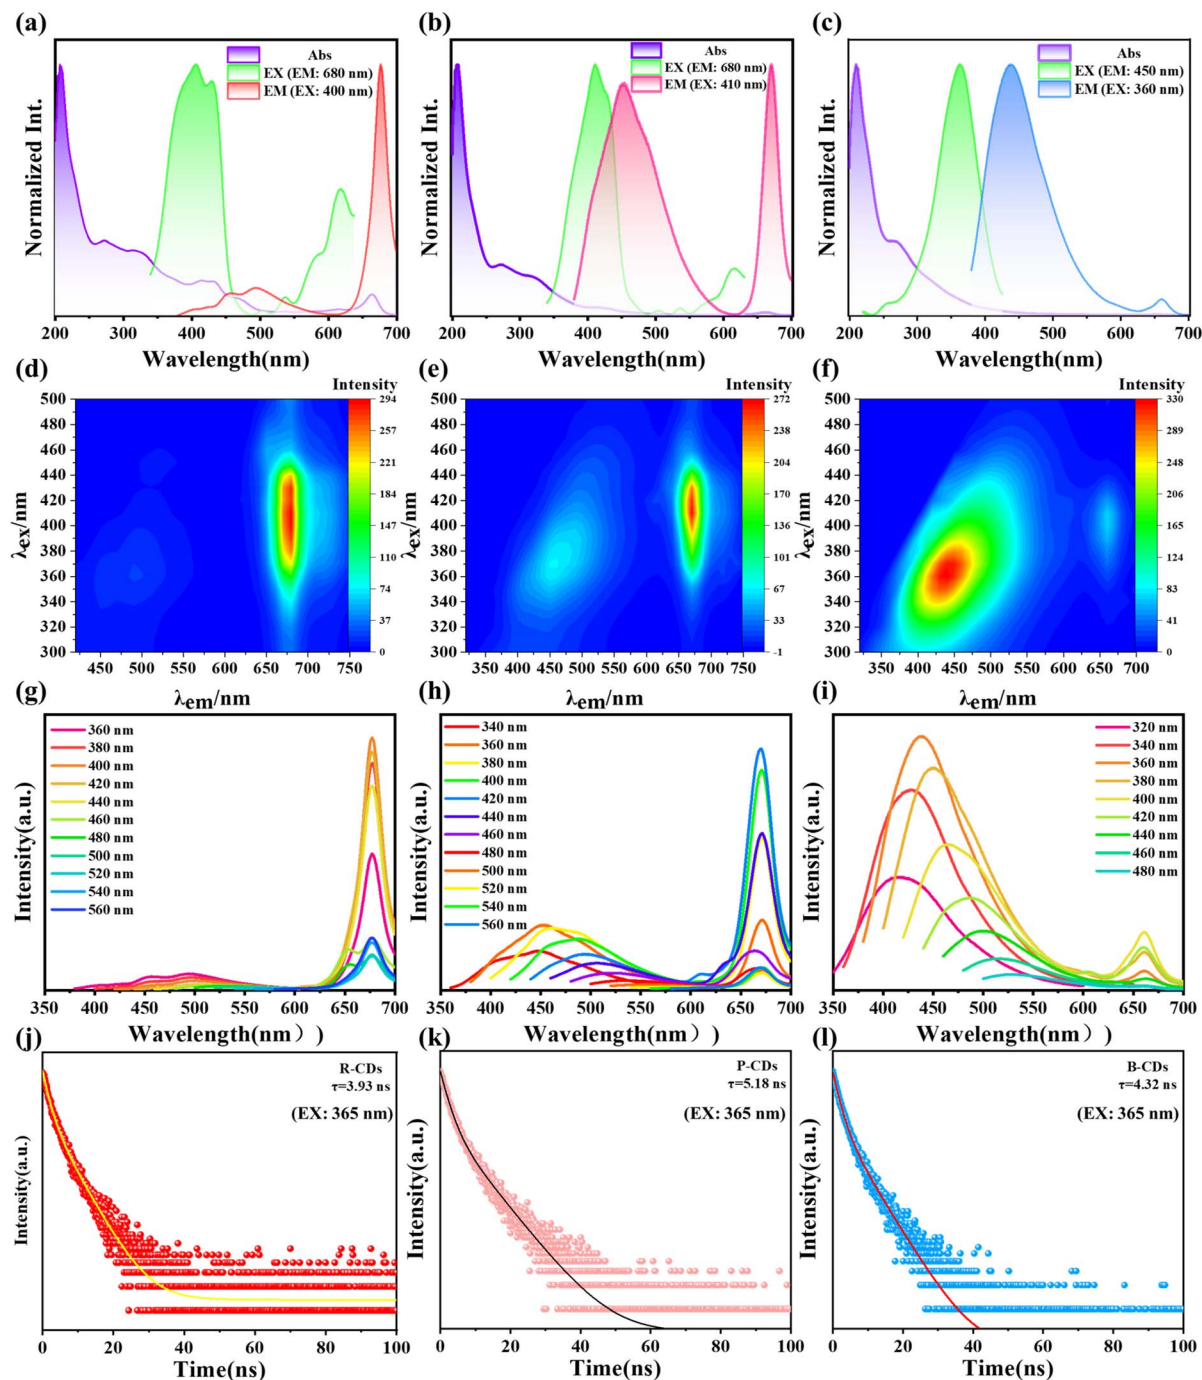 (a)
Abs
EX (EM: 680 nm)
EM (EX: 400 nm)
Normalized Int.
200 300 400 500 600 700
Wavelength(nm)
(b)
Abs
EX (EM: 680 nm)
EM (EX: 410 nm)
Normalized Int.
200 300 400 500 600 700
Wavelength(nm)
(c)
Abs
EX (EM: 450 nm)
EM (EX: 360 nm)
Normalized Int.
200 300 400 500 600 700
Wavelength(nm)
(d)
Intensity
500
480
460
440
420
400
380
360
340
320
300
λex/nm
294
257
221
184
147
110
74
37
0
450 500 550 600 650 700 750
λem/nm
(e)
Intensity
500
480
460
440
420
400
380
360
340
320
300
λex/nm
272
238
204
170
136
101
67
33
-1
350 400 450 500 550 600 650 700 750
λem/nm
(f)
Intensity
500
480
460
440
420
400
380
360
340
320
300
λex/nm
330
289
248
206
165
124
83
41
0
350 400 450 500 550 600 650 700
λem/nm
(g)
360 nm
380 nm
400 nm
420 nm
440 nm
460 nm
480 nm
500 nm
520 nm
540 nm
560 nm
Intensity(a.u.)
350 400 450 500 550 600 650 700
Wavelength(nm））
(h)
340 nm
360 nm
380 nm
400 nm
420 nm
440 nm
460 nm
480 nm
500 nm
520 nm
540 nm
560 nm
Intensity(a.u.)
350 400 450 500 550 600 650 700
Wavelength(nm））
(i)
320 nm
340 nm
360 nm
380 nm
400 nm
420 nm
440 nm
460 nm
480 nm
Intensity(a.u.)
350 400 450 500 550 600 650 700
Wavelength(nm））
(j)
R-CDs
τ=3.93 ns
(EX: 365 nm)
Intensity(a.u.)
0 20 40 60 80 100
Time(ns)
(k)
P-CDs
τ=5.18 ns
(EX: 365 nm)
Intensity(a.u.)
0 20 40 60 80 100
Time(ns)
(l)
B-CDs
τ=4.32 ns
(EX: 365 nm)
Intensity(a.u.)
0 20 40 60 80 100
Time(ns)